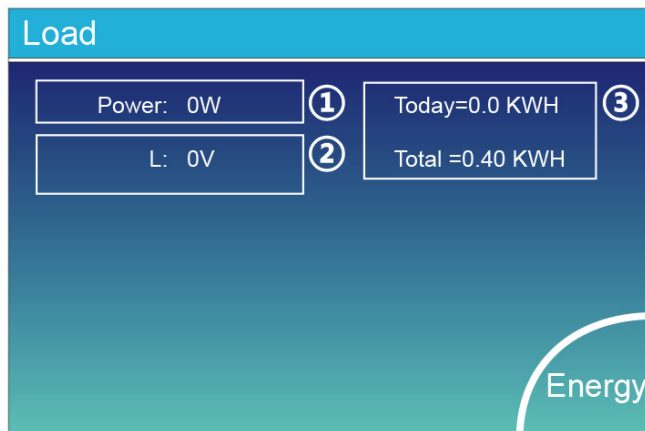 Load
Power: 0W
①
L: 0V
②
Today=0.0 KWH
③
Total =0.40 KWH
Energy